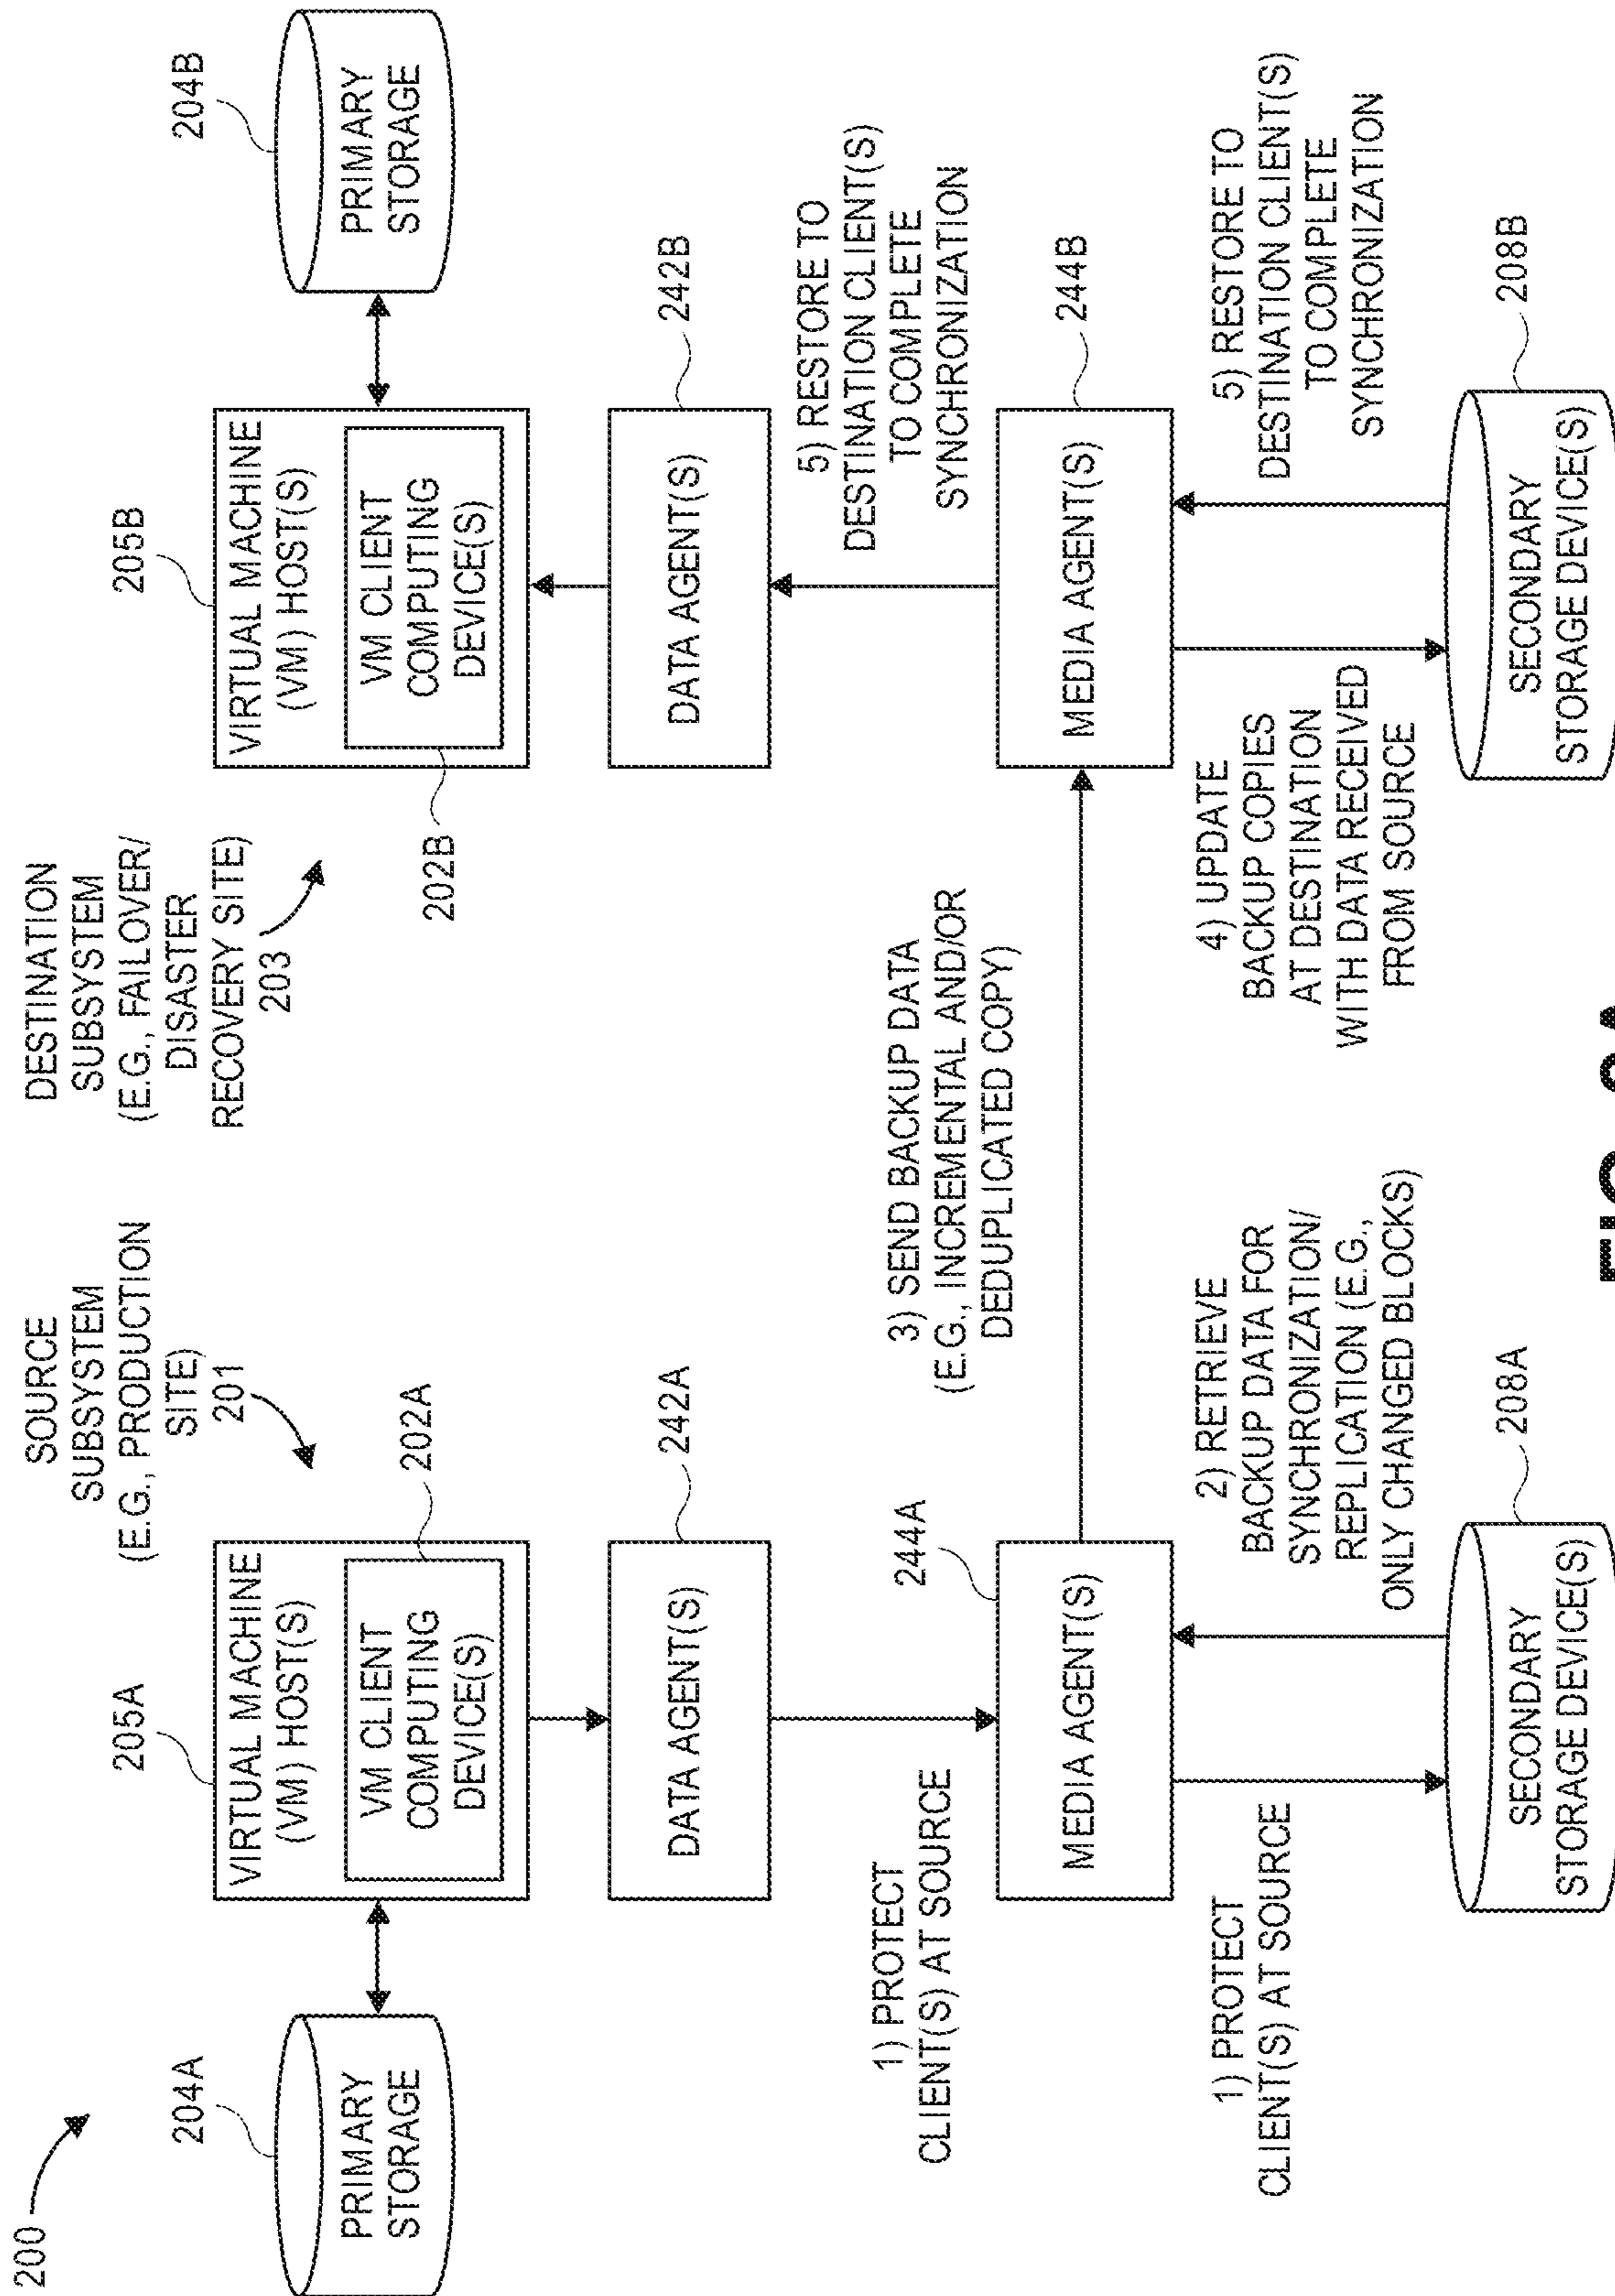 200
SOURCE
SUBSYSTEM
(E.G., PRODUCTION
SITE)
201
DESTINATION
SUBSYSTEM
(E.G., FAILOVER/
DISASTER
RECOVERY SITE)
203
204A
PRIMARY
STORAGE
205A
VIRTUAL MACHINE
(VM) HOST(S)
VM CLIENT
COMPUTING
DEVICE(S)
202A
205B
VIRTUAL MACHINE
(VM) HOST(S)
VM CLIENT
COMPUTING
DEVICE(S)
202B
204B
PRIMARY
STORAGE
DATA AGENT(S)
242A
DATA AGENT(S)
242B
1) PROTECT
CLIENT(S) AT SOURCE
244A
3) SEND BACKUP DATA
(E.G., INCREMENTAL AND/OR
DEDUPLICATED COPY)
5) RESTORE TO
DESTINATION CLIENT(S)
TO COMPLETE
SYNCHRONIZATION
MEDIA AGENT(S)
MEDIA AGENT(S)
244B
1) PROTECT
CLIENT(S) AT SOURCE
2) RETRIEVE
BACKUP DATA FOR
SYNCHRONIZATION/
REPLICATION (E.G.,
ONLY CHANGED BLOCKS)
4) UPDATE
BACKUP COPIES
AT DESTINATION
WITH DATA RECEIVED
FROM SOURCE
5) RESTORE TO
DESTINATION CLIENT(S)
TO COMPLETE
SYNCHRONIZATION
SECONDARY
STORAGE DEVICE(S)
208A
SECONDARY
STORAGE DEVICE(S)
208B